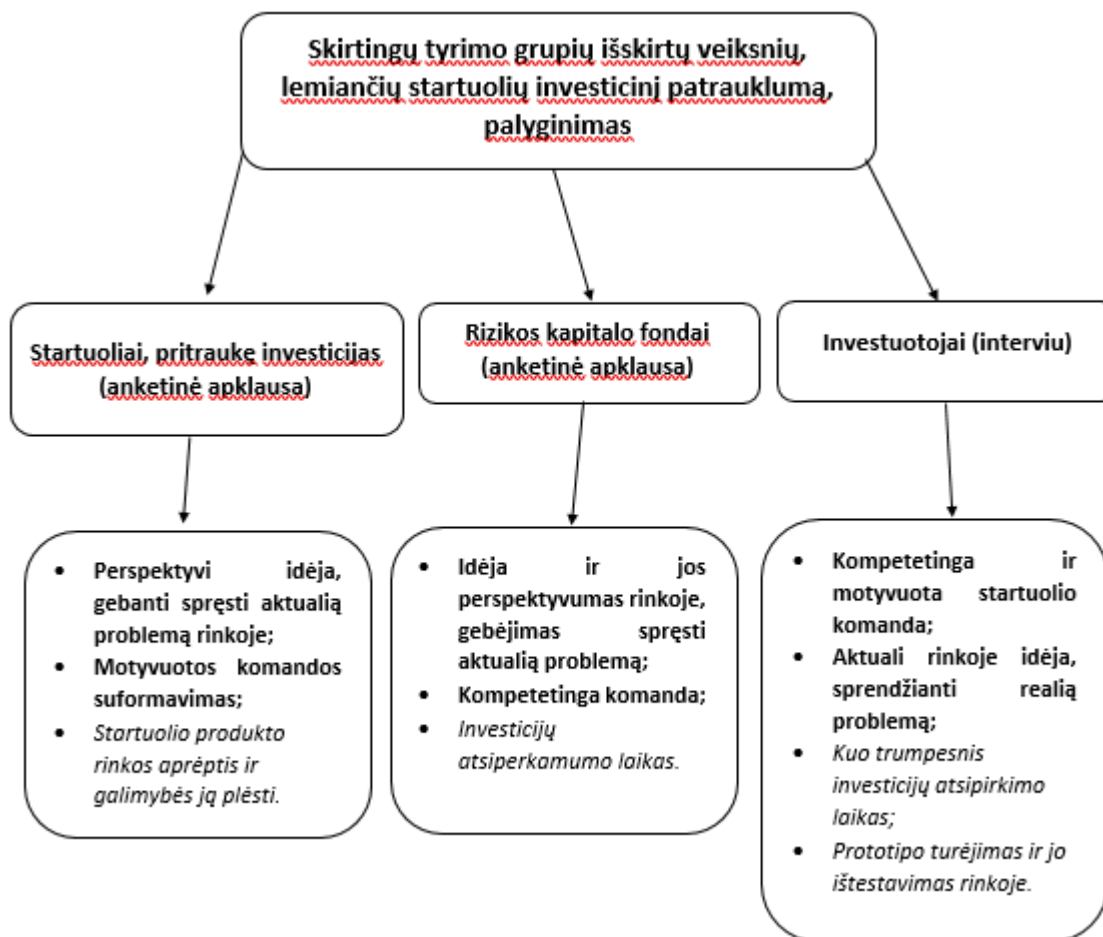 Skirtingų tyrimo grupių išskirtų veiksnių,
lemiančių startuolių investicinį patrauklumą,
palyginimas
Startuoliai, pritraukę investicijas
(anketinė apklausa)
Rizikos kapitalo fondai
(anketinė apklausa)
Investuotojai (interviu)
• Perspektyvi idėja,
gebanti spręsti aktualią
problemą rinkoje;
• Motyvuotos komandos
suformavimas;
• Startuolio produkto
rinkos aprėptis ir
galimybės ją plėsti.
• Idėja ir jos
perspektyvumas rinkoje,
gebėjimas spręsti
aktualią problemą;
• Kompetetinga komanda;
• Investicijų
atsiperkamumo laikas.
• Kompetetinga ir
motyvuota startuolio
komanda;
• Aktuali rinkoje idėja,
sprendžianti realią
problemą;
• Kuo trumpesnis
investicijų atsipirkimo
laikas;
• Prototipo turėjimas ir jo
ištestavimas rinkoje.